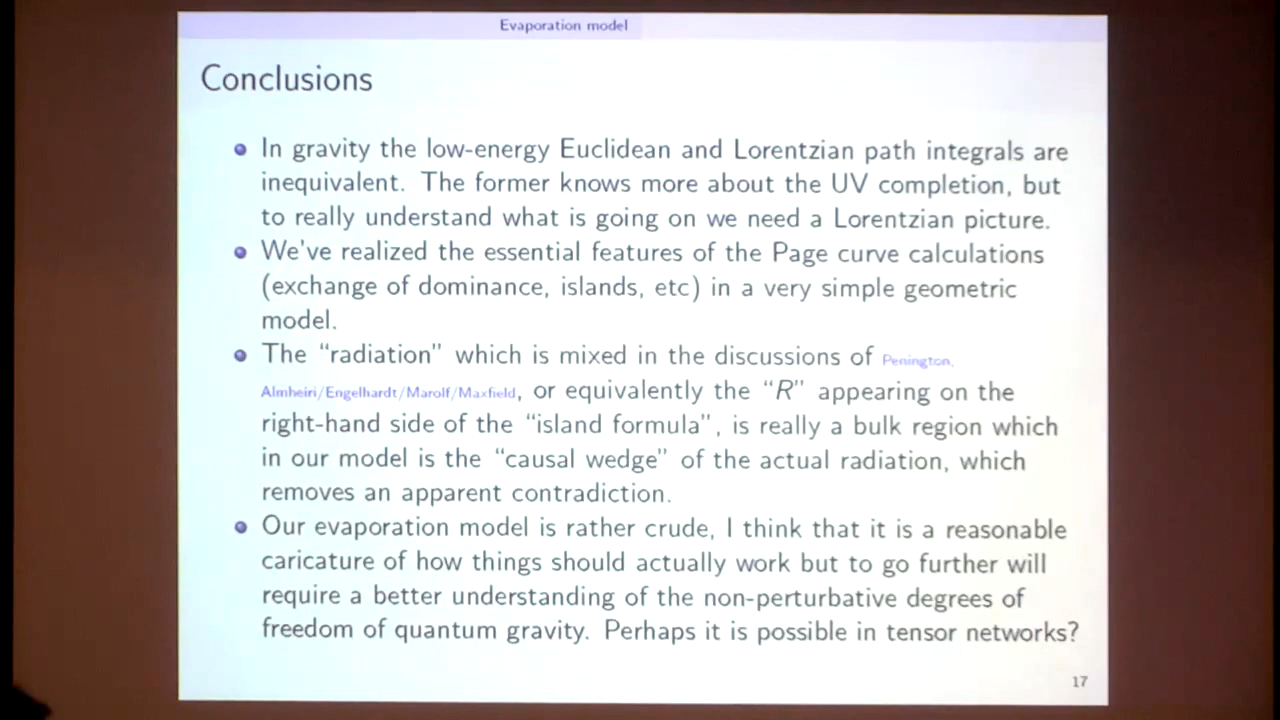 Evaporation model
Conclusions
In gravity the low-energy Euclidean and Lorentzian path integrals are
inequivalent. The former knows more about the UV completion, but
to really understand what is going on we need a Lorentzian picture.
We've realized the essential features of the Page curve calculations
(exchange of dominance, islands, etc) in a very simple geometric
model.
The “radiation” which is mixed in the discussions of Penington,
Almheiri/Engelhardt/Marolf/Maxfield, or equivalently the “R” appearing on the
right-hand side of the “island formula”, is really a bulk region which
in our model is the “causal wedge” of the actual radiation, which
removes an apparent contradiction.
Our evaporation model is rather crude, I think that it is a reasonable
caricature of how things should actually work but to go further will
require a better understanding of the non-perturbative degrees of
freedom of quantum gravity. Perhaps it is possible in tensor networks?
17